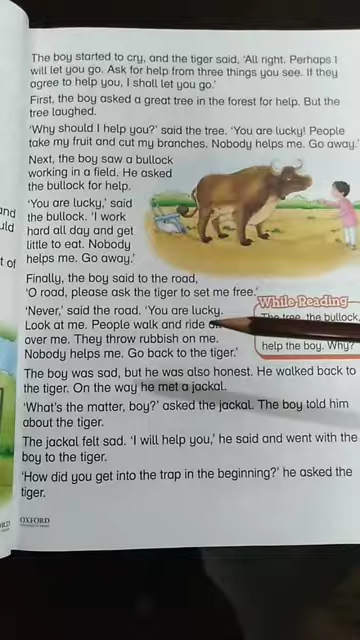 The boy started to cry, and the tiger said, 'All right. Perhaps I
will let you go. Ask for help from three things you see. If they
agree to help you, I shall let you go.'
First, the boy asked a great tree in the forest for help. But the
tree laughed.
'Why should I help you?' said the tree. 'You are lucky! People
take my fruit and cut my branches. Nobody helps me. Go away.'
Next, the boy saw a bullock
working in a field. He asked
the bullock for help.
'You are lucky,' said
the bullock. 'I work
hard all day and get
little to eat. Nobody
helps me. Go away.'
Finally, the boy said to the road,
'O road, please ask the tiger to set me free.'
'Never,' said the road. 'You are lucky.
Look at me. People walk and ride
over me. They throw rubbish on me.
Nobody helps me. Go back to the tiger.'
While Reading
The tree, the bullock,
help the boy. Why?
The boy was sad, but he was also honest. He walked back to
the tiger. On the way he met a jackal.
'What's the matter, boy?' asked the jackal. The boy told him
about the tiger.
The jackal felt sad. 'I will help you,' he said and went with the
boy to the tiger.
'How did you get into the trap in the beginning?' he asked the
tiger.
OXFORD